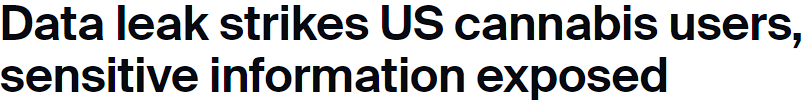 Data leak strikes US cannabis users,
sensitive information exposed